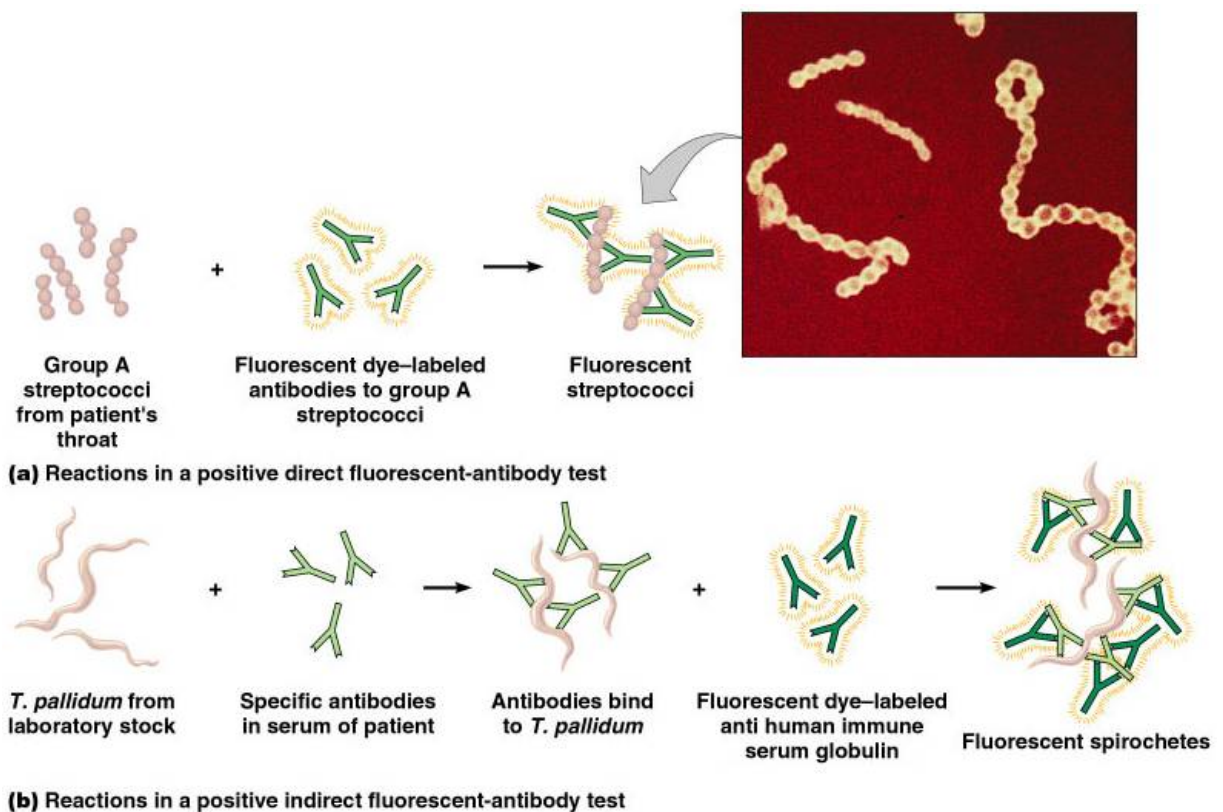 +
Group A
streptococci
from patient's
throat
Fluorescent dye–labeled
antibodies to group A
streptococci
Fluorescent
streptococci
(a) Reactions in a positive direct fluorescent-antibody test
+
+
T. pallidum from
laboratory stock
Specific antibodies
in serum of patient
Antibodies bind
to T. pallidum
Fluorescent dye–labeled
anti human immune
serum globulin
Fluorescent spirochetes
(b) Reactions in a positive indirect fluorescent-antibody test